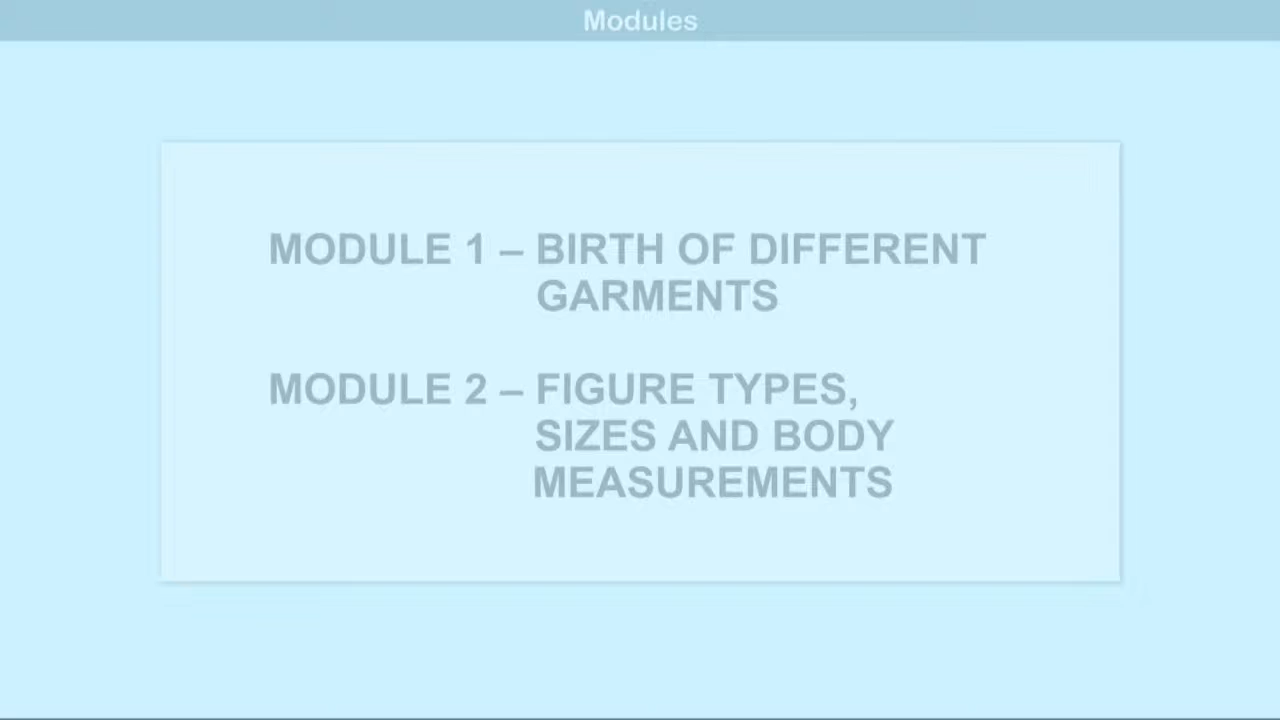 Modules
MODULE 1 – BIRTH OF DIFFERENT
GARMENTS
MODULE 2 – FIGURE TYPES,
SIZES AND BODY
MEASUREMENTS